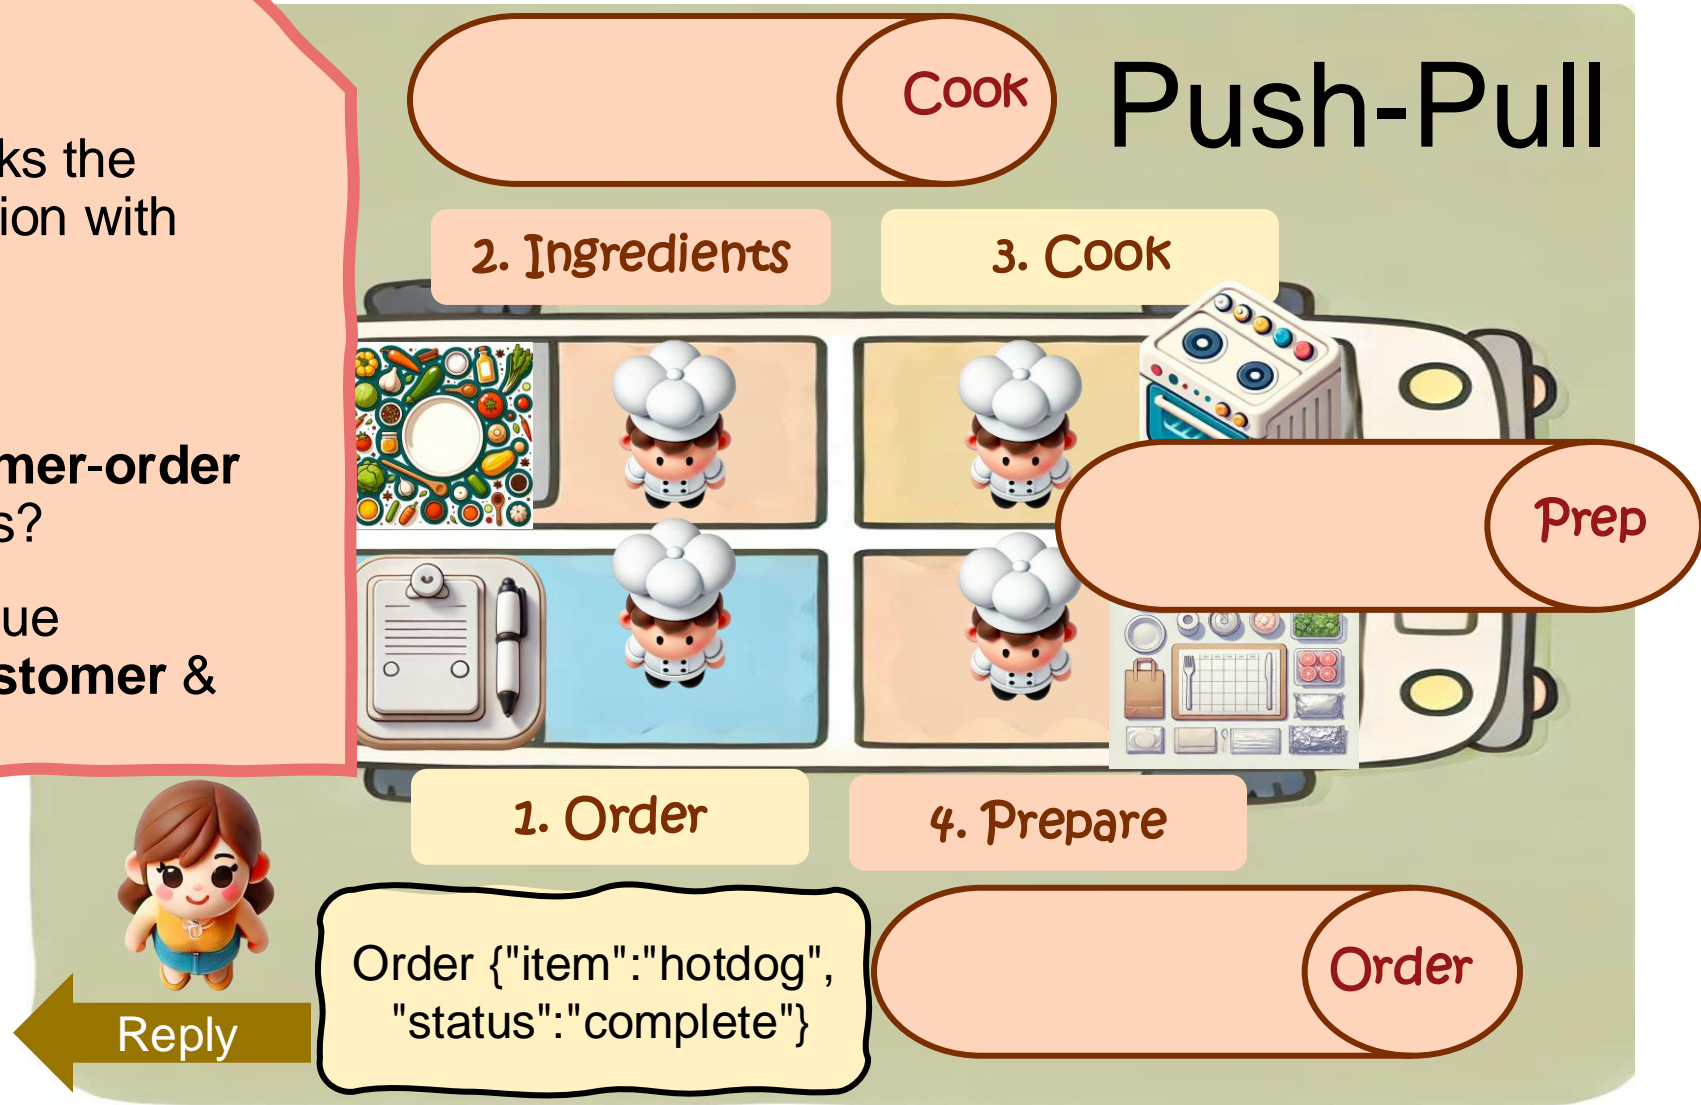 Push-Pull
Cook
ks the
ion with
mer-order
s?
ue
stomer &
2. Ingredients
3. Cook
Prep
1. Order
4. Prepare
Order {"item":"hotdog",
"status":"complete"}
Order
Reply